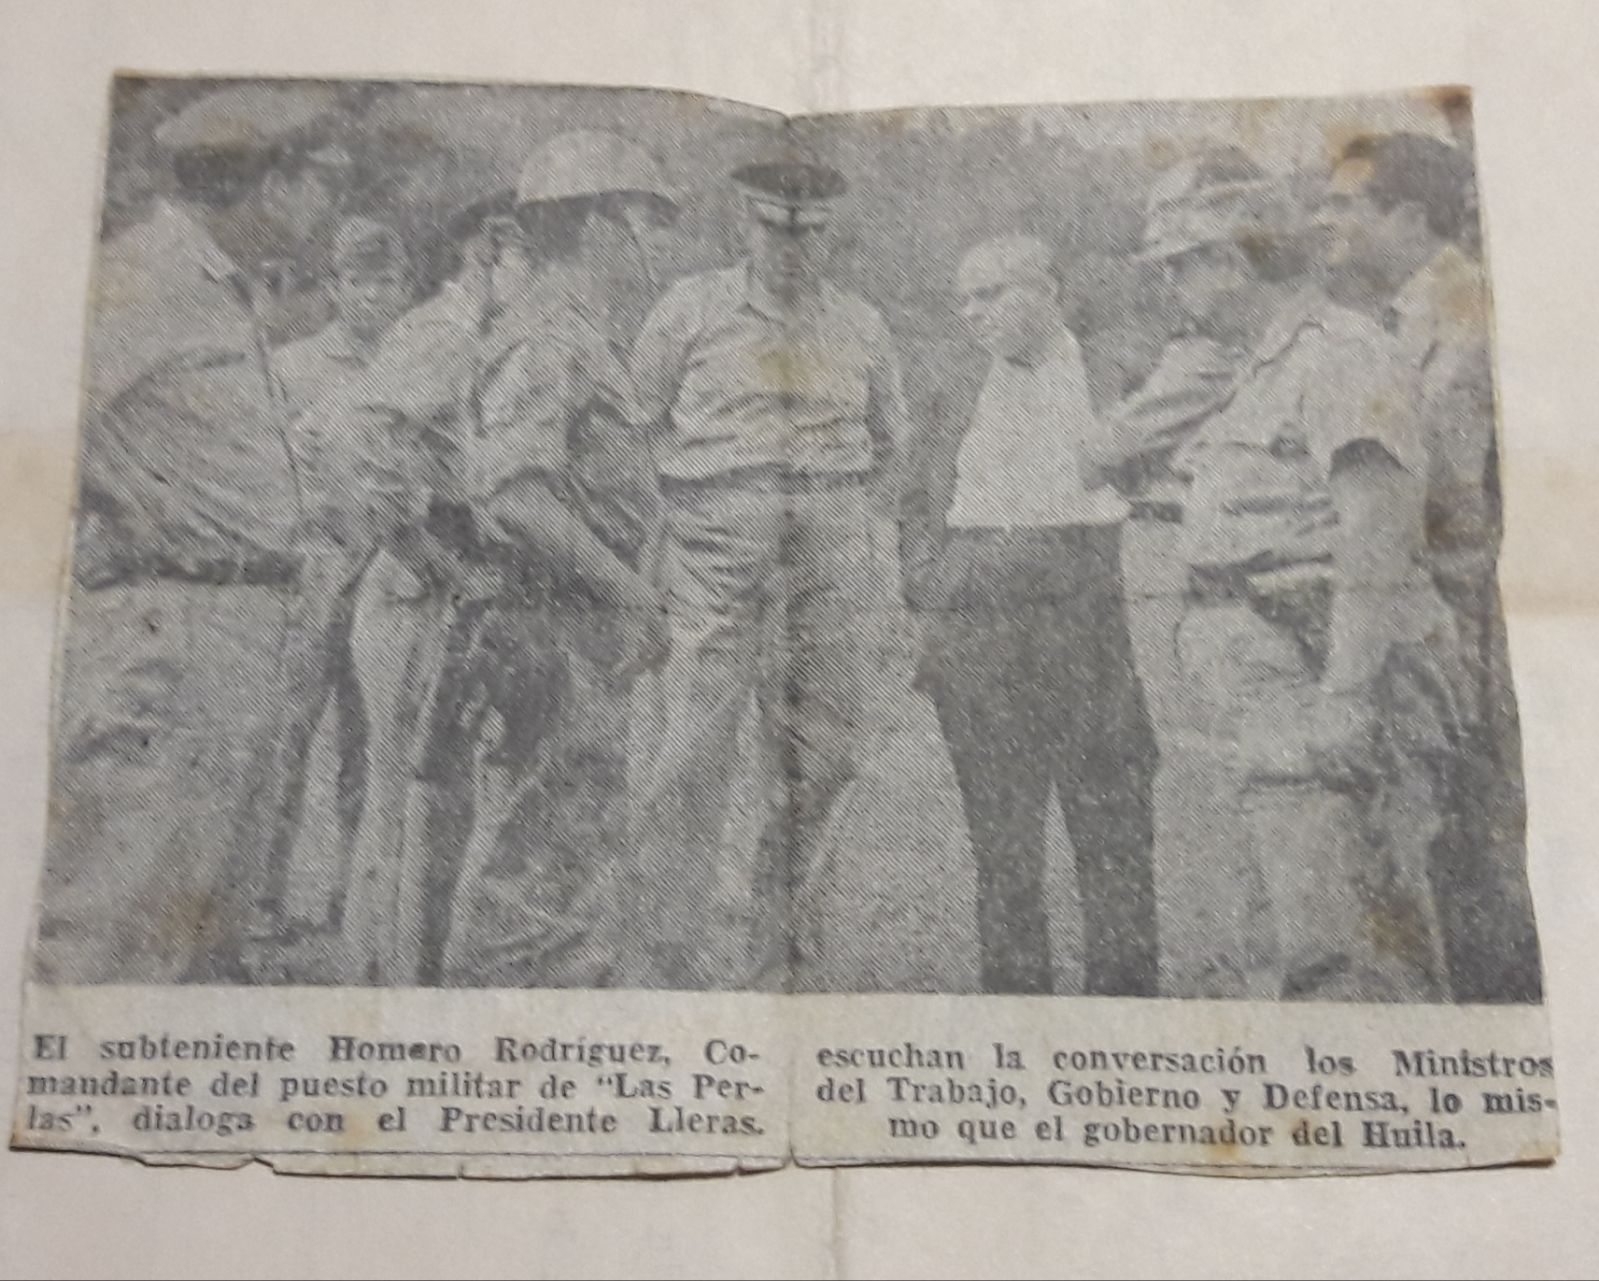 El subteniente Homero Rodríguez, Co-
mandante del puesto militar de "Las Per-
las", dialoga con el Presidente Lleras.
escuchan la conversación los Ministros
del Trabajo, Gobierno y Defensa, lo mis-
mo que el gobernador del Huila.